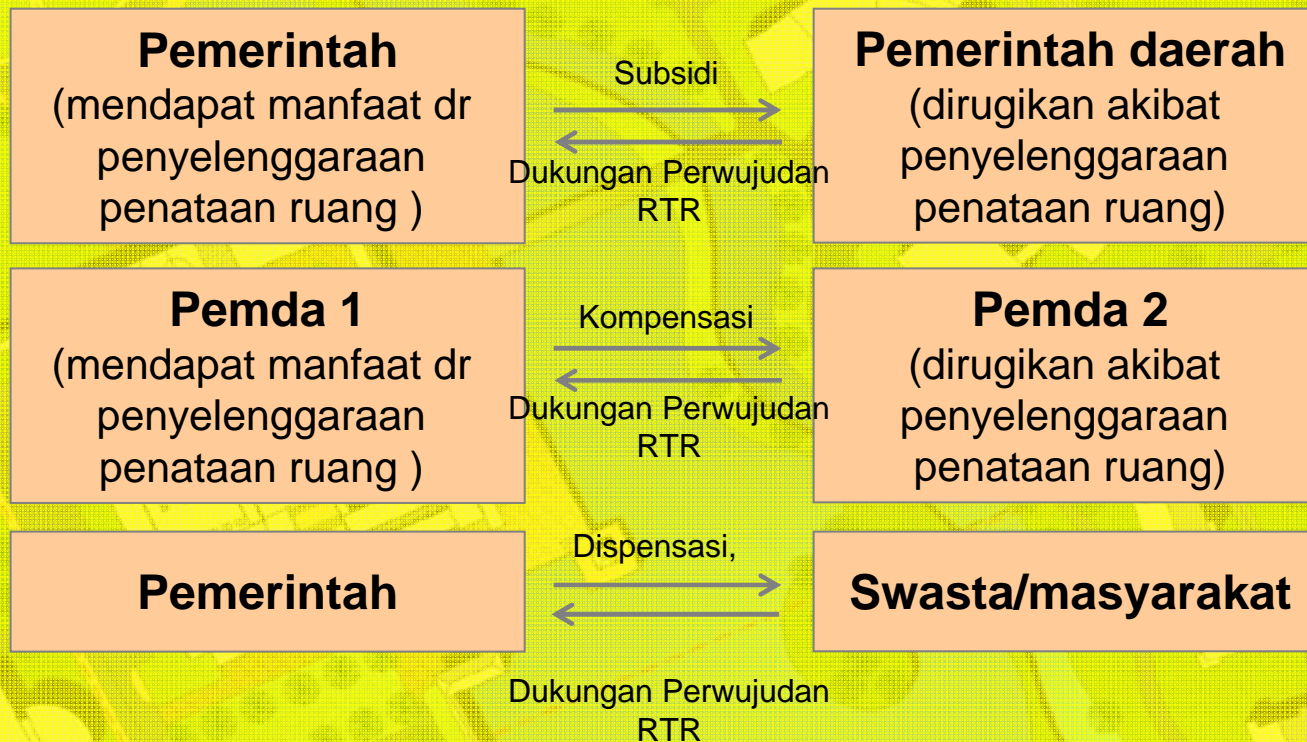 Pemerintah
(mendapat manfaat dr
penyelenggaraan
penataan ruang )
Subsidi
Dukungan Perwujudan
RTR
Pemerintah daerah
(dirugikan akibat
penyelenggaraan
penataan ruang)
Pemda 1
(mendapat manfaat dr
penyelenggaraan
penataan ruang )
Kompensasi
Dukungan Perwujudan
RTR
Pemda 2
(dirugikan akibat
penyelenggaraan
penataan ruang)
Pemerintah
Dispensasi,
Dukungan Perwujudan
RTR
Swasta/masyarakat